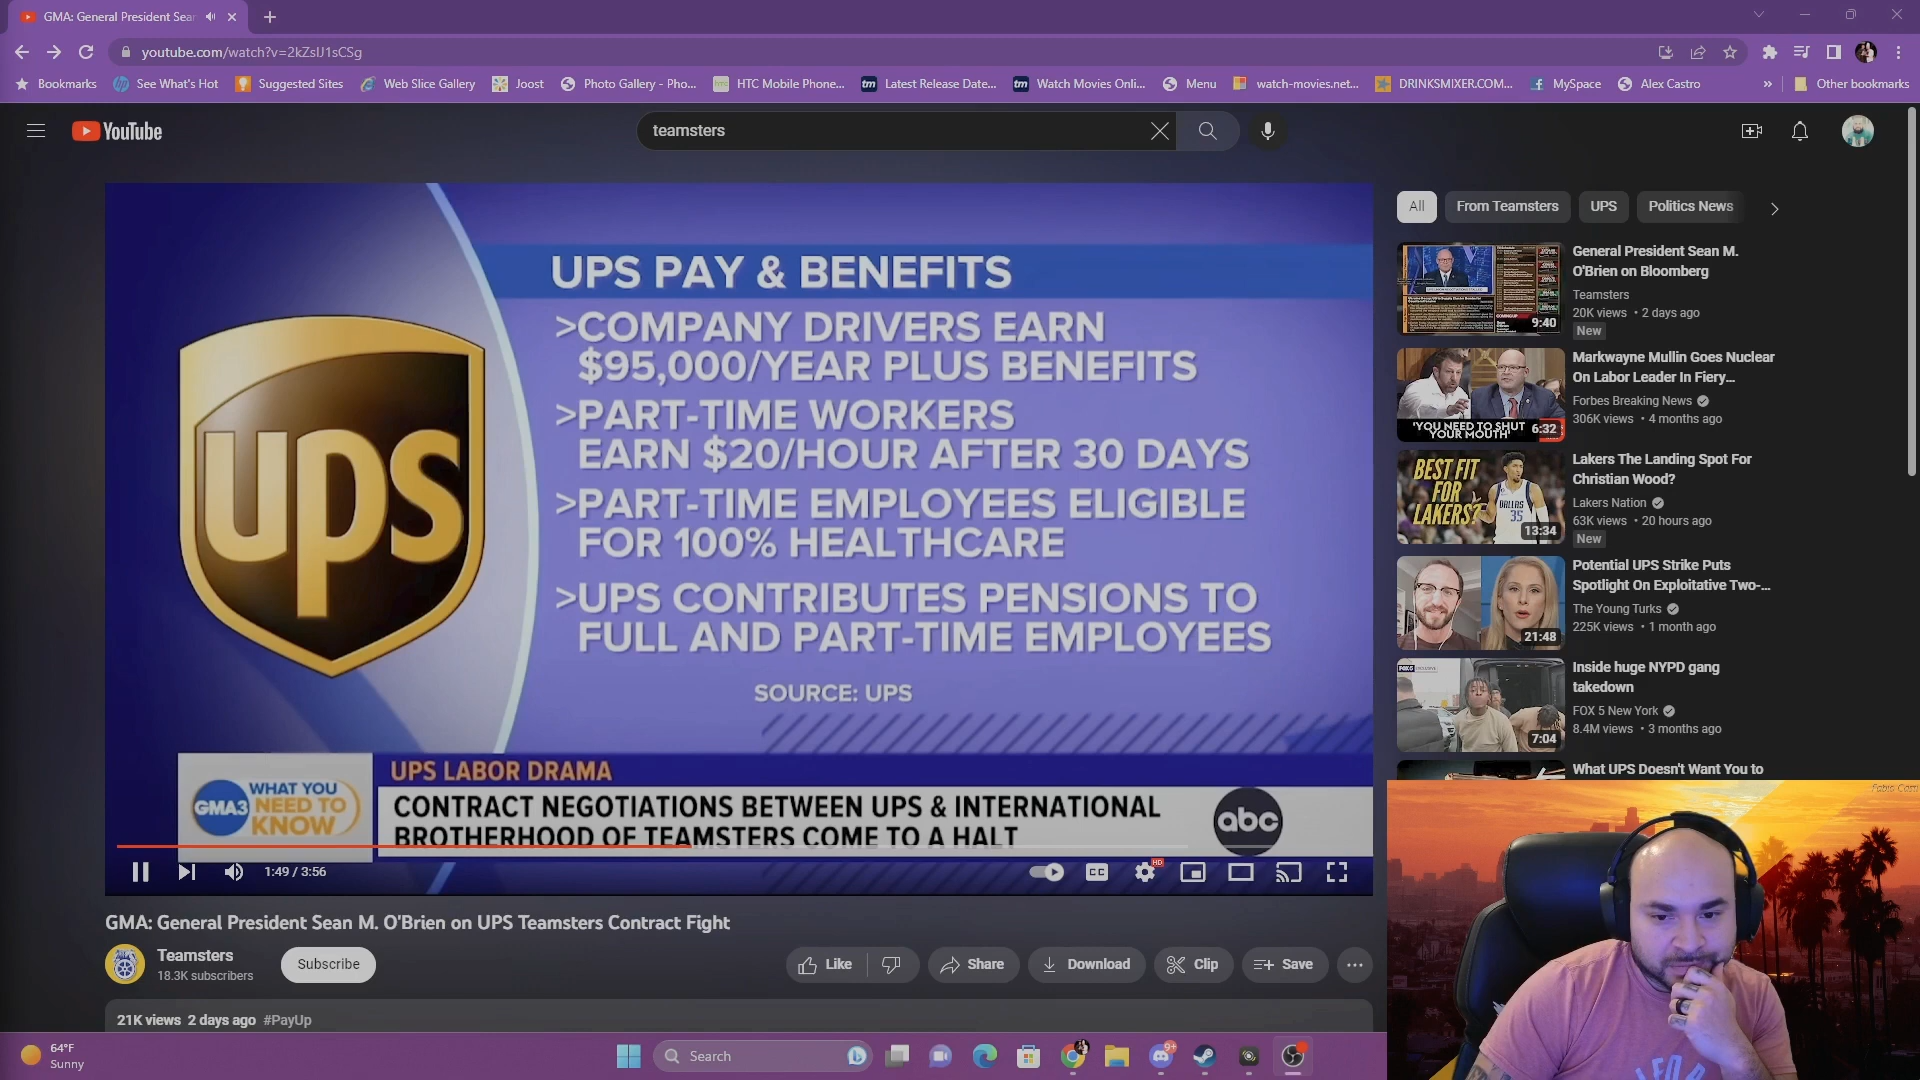 GMA: General President Sean
youtube.com/watch?v=2kZsIJ1sCSg
Bookmarks
See What's Hot
Suggested Sites
Web Slice Gallery
Joost
Photo Gallery - Pho...
HTC Mobile Phone...
Latest Release Date...
Watch Movies Onli...
Menu
watch-movies.net...
DRINKSMIXER.COM...
MySpace
Alex Castro
Other bookmarks
YouTube
teamsters
UPS PAY & BENEFITS
>COMPANY DRIVERS EARN
$95,000/YEAR PLUS BENEFITS
>PART-TIME WORKERS
EARN $20/HOUR AFTER 30 DAYS
>PART-TIME EMPLOYEES ELIGIBLE
FOR 100% HEALTHCARE
>UPS CONTRIBUTES PENSIONS TO
FULL AND PART-TIME EMPLOYEES
SOURCE: UPS
ups
GMA3
WHAT YOU
NEED TO
KNOW
UPS LABOR DRAMA
CONTRACT NEGOTIATIONS BETWEEN UPS & INTERNATIONAL
BROTHERHOOD OF TEAMSTERS COME TO A HALT
abc
1:49 / 3:56
CC
HD
GMA: General President Sean M. O'Brien on UPS Teamsters Contract Fight
Teamsters
18.3K subscribers
Subscribe
Like
Share
Download
Clip
Save
21K views 2 days ago #PayUp
All
From Teamsters
UPS
Politics News
General President Sean M.
O'Brien on Bloomberg
Teamsters
20K views • 2 days ago
New
9:40
Markwayne Mullin Goes Nuclear
On Labor Leader In Fiery...
Forbes Breaking News
306K views • 4 months ago
'YOU NEED TO SHUT
YOUR MOUTH'
6:32
Lakers The Landing Spot For
Christian Wood?
Lakers Nation
63K views • 20 hours ago
New
BEST FIT
FOR
LAKERS?
DALLAS
35
13:34
Potential UPS Strike Puts
Spotlight On Exploitative Two-...
The Young Turks
225K views • 1 month ago
21:48
Inside huge NYPD gang
takedown
FOX 5 New York
8.4M views • 3 months ago
7:04
What UPS Doesn't Want You to
64°F
Sunny
Search
9+